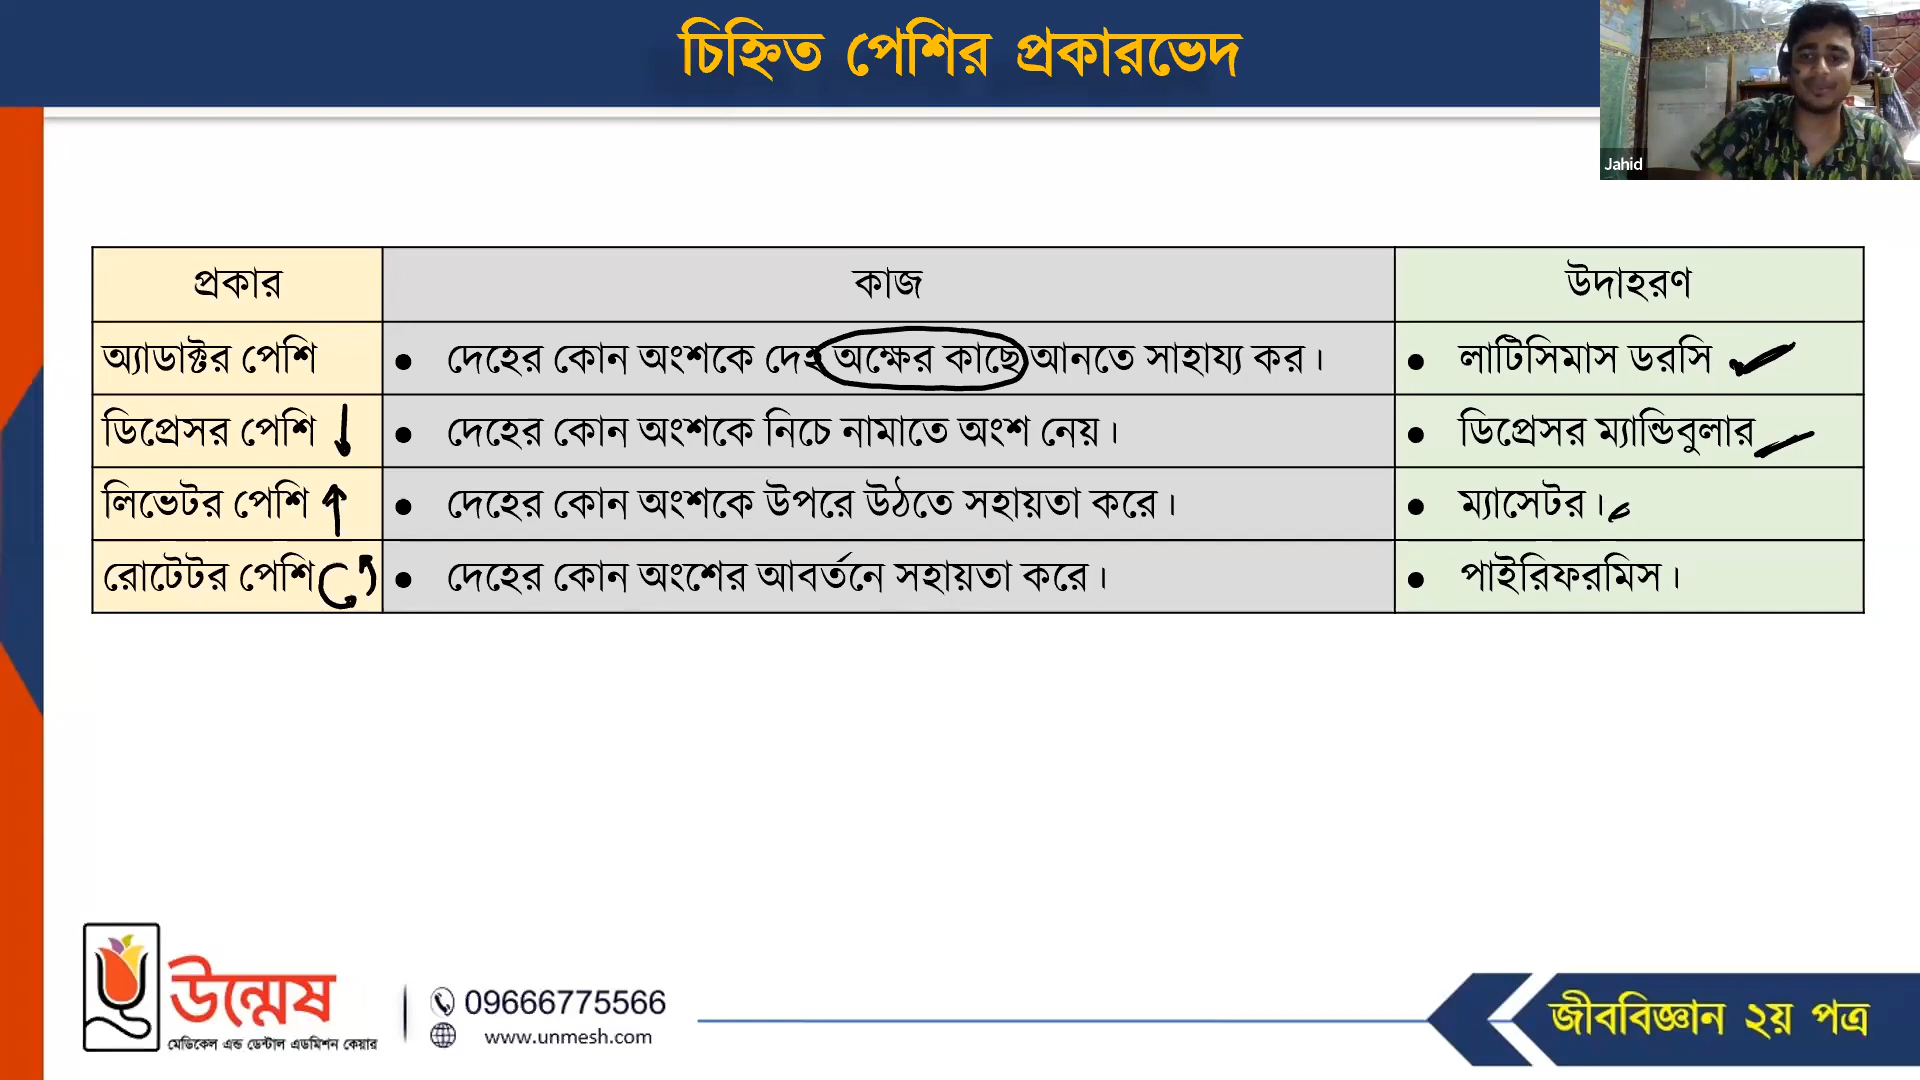 চিহ্নিত পেশির প্রকারভেদ
Jahid
প্রকার কাজ উদাহরণ
অ্যাডাক্টর পেশি • দেহের কোন অংশকে দেহ অক্ষের কাছে আনতে সাহায্য কর। • লাটিসিমাস ডরসি
ডিপ্রেসর পেশি • দেহের কোন অংশকে নিচে নামাতে অংশ নেয়। • ডিপ্রেসর ম্যান্ডিবুলার
লিভেটর পেশি • দেহের কোন অংশকে উপরে উঠতে সহায়তা করে। • ম্যাসেটর।
রোটেটর পেশি • দেহের কোন অংশের আবর্তনে সহায়তা করে। • পাইরিফরমিস।
উন্মেষ
মেডিকেল এন্ড ডেন্টাল এডমিশন কেয়ার
09666775566
www.unmesh.com
জীববিজ্ঞান ২য় পত্র